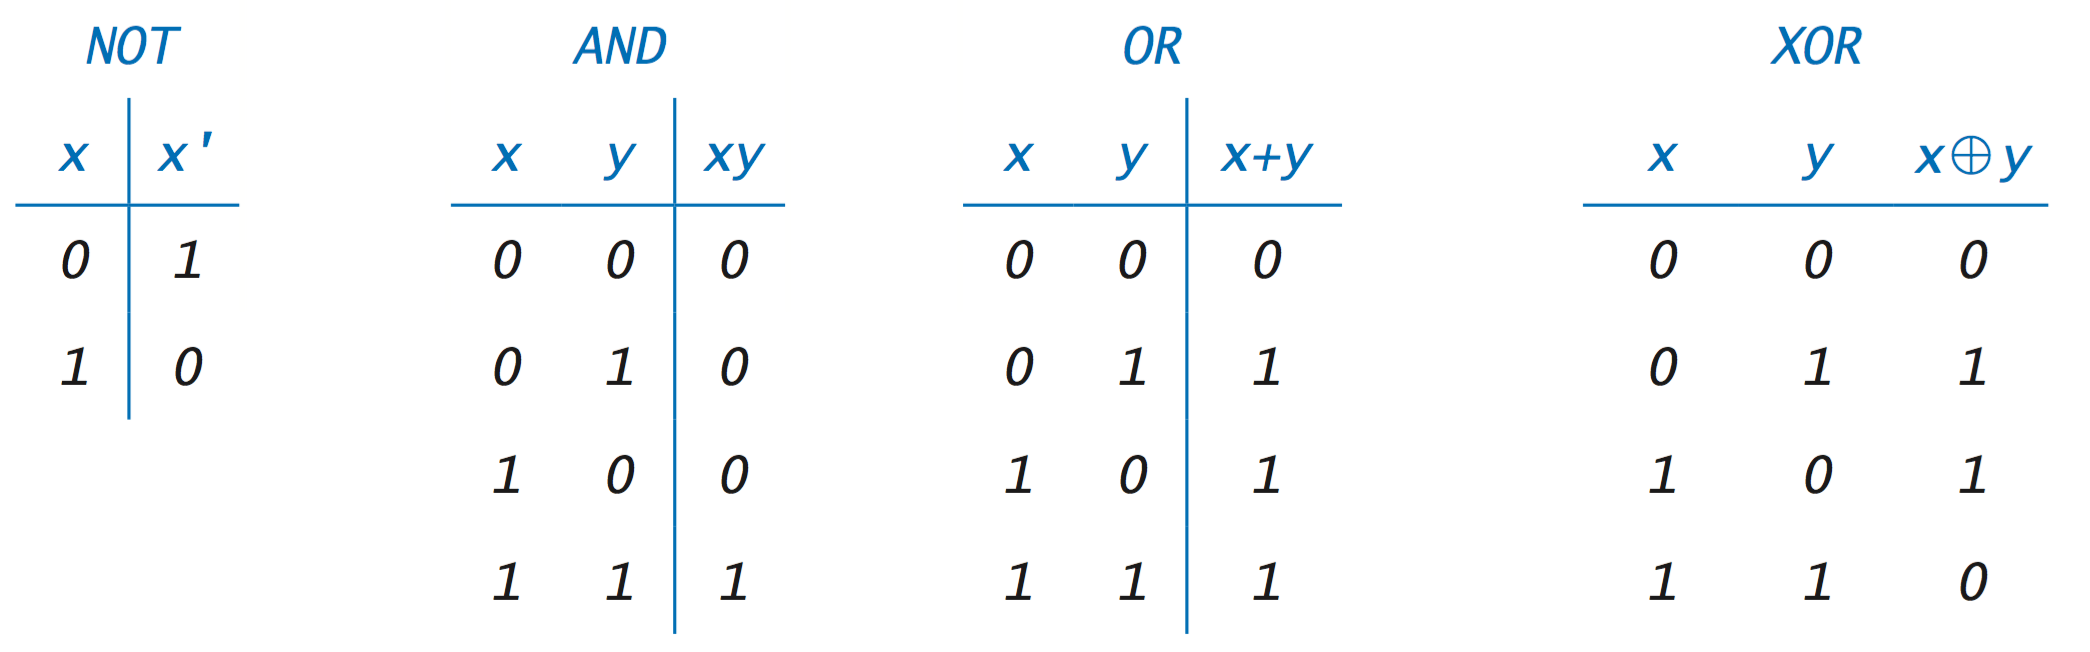 NOT AND OR XOR
x x' x y xy x y x+y x y x⊕y
0 1 0 0 0 0 0 0 0 0 0
1 0 0 1 0 0 1 1 0 1 1
1 0 0 1 0 1 1 0 1
1 1 1 1 1 1 1 1 0